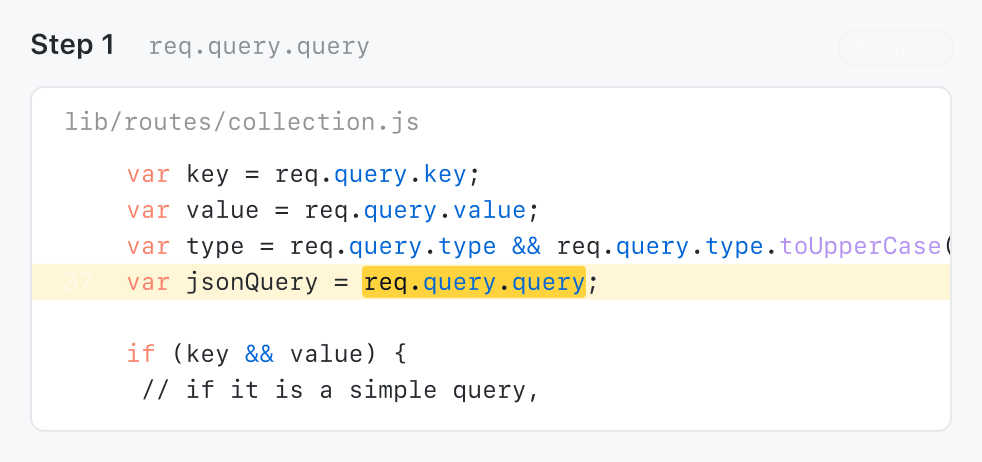 Step 1 req.query.query
Source
lib/routes/collection.js
var key = req.query.key;
var value = req.query.value;
var type = req.query.type && req.query.type.toUpperCase(
37 var jsonQuery = req.query.query;
if (key && value) {
// if it is a simple query,